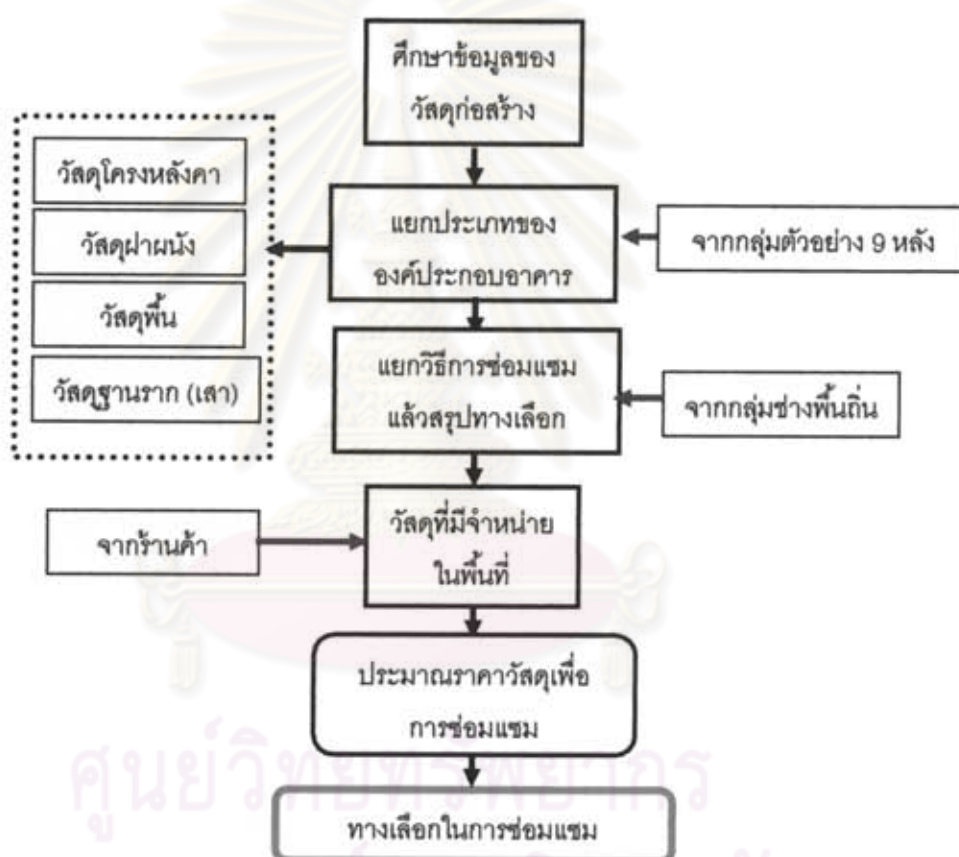 ศึกษาข้อมูลของ
วัสดุก่อสร้าง
วัสดุโครงหลังคา
วัสดุฝาผนัง
วัสดุพื้น
วัสดุฐานราก (เสา)
แยกประเภทของ
องค์ประกอบอาคาร
จากกลุ่มตัวอย่าง 9 หลัง
แยกวิธีการซ่อมแซม
แล้วสรุปทางเลือก
จากกลุ่มช่างพื้นถิ่น
จากร้านค้า
วัสดุที่มีจำหน่าย
ในพื้นที่
ประมาณราคาวัสดุเพื่อ
การซ่อมแซม
ศูนย์วิทยทรัพยากร
ทางเลือกในการซ่อมแซม